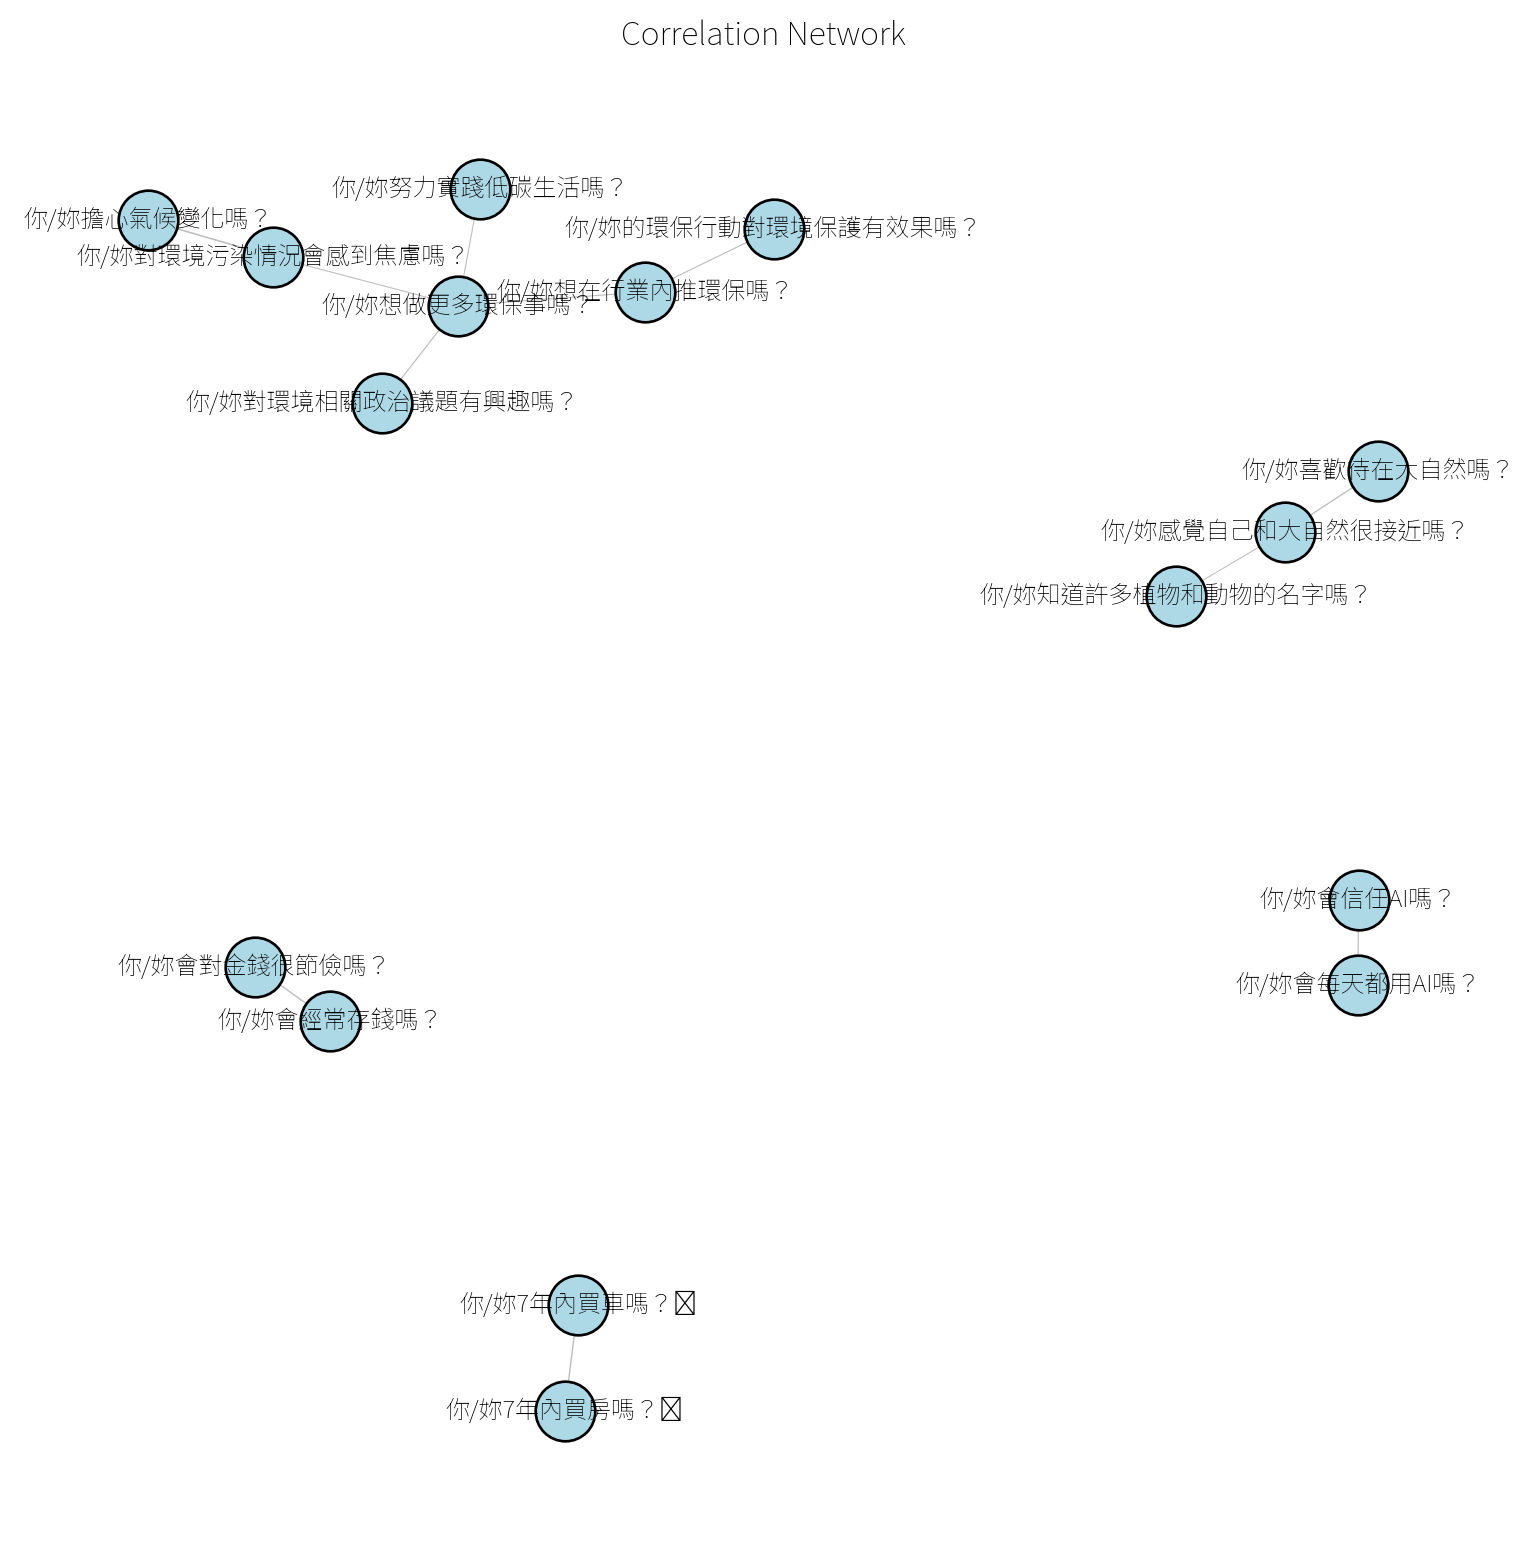 Correlation Network
你/妳努力實踐低碳生活嗎？
你/妳擔心氣候變化嗎？
你/妳的環保行動對環境保護有效果嗎？
你/妳對環境污染情況會感到焦慮嗎？
你/妳想在行業內推環保嗎？
你/妳想做更多環保事嗎？
你/妳對環境相關政治議題有興趣嗎？
你/妳喜歡待在大自然嗎？
你/妳感覺自己和大自然很接近嗎？
你/妳知道許多植物和動物的名字嗎？
你/妳會信任AI嗎？
你/妳會對金錢很節儉嗎？
你/妳會每天都用AI嗎？
你/妳會經常存錢嗎？
你/妳7年內買車嗎？
你/妳7年內買房嗎？